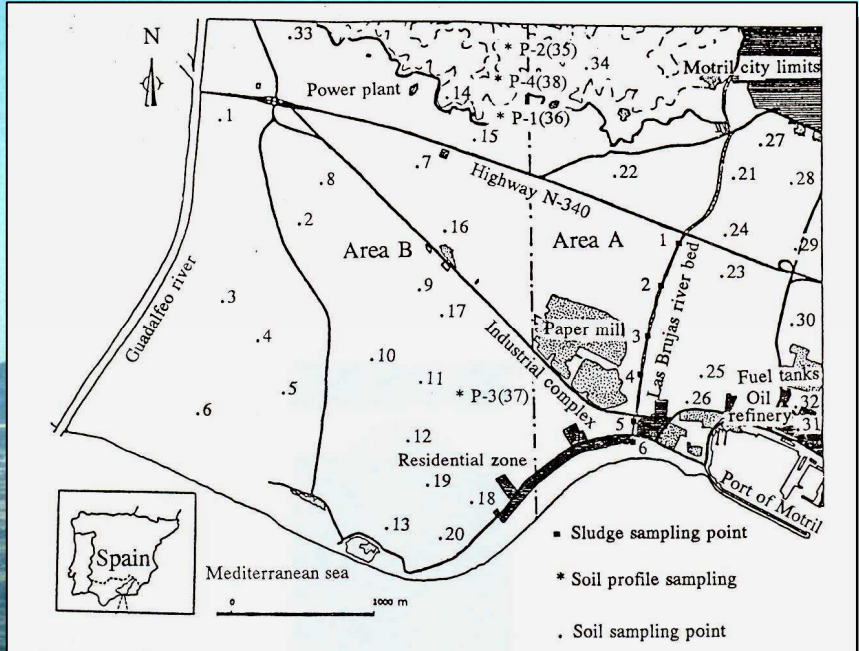 N
.33
* P-2(35)
.34
* P-4(38)
Motril city limits
Power plant
.14
* P-1(36)
.1
.15
.27
.7
.22
.21
.28
Highway N-340
.8
.2
.16
.24
.29
Area B
Area A
1
.23
.9
2
.3
.17
Guadalfeo river
Las Brujas river bed
.30
.4
Paper mill
3
.10
Industrial complex
.25
4
Fuel tanks
.5
.11
* P-3(37)
.26
Oil
.32
.6
refinery
.31
5
.12
6
Residential zone
.19
.18
Port of Motril
.13
.20
▪ Sludge sampling point
Spain
Mediterranean sea
* Soil profile sampling
0 1000 m
. Soil sampling point